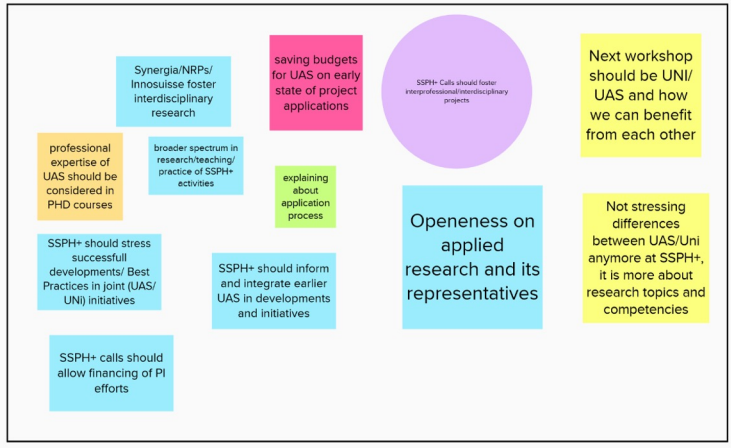 Synergia/NRPs/
Innosuisse foster
interdisciplinary
research
saving budgets
for UAS on early
state of project
applications
SSPH+ Calls should foster
interprofessional/interdisciplinary
projects
Next workshop
should be UNI/
UAS and how
we can benefit
from each other
professional
expertise of
UAS should be
considered in
PHD courses
broader spectrum in
research/teaching/
practice of SSPH+
activities
explaining
about
application
process
Openeness on
applied
research and its
representatives
Not stressing
differences
between UAS/Uni
anymore at SSPH+,
it is more about
research topics and
competencies
SSPH+ should stress
successfull
developments/ Best
Practices in joint (UAS/
UNi) initiatives
SSPH+ should inform
and integrate earlier
UAS in developments
and initiatives
SSPH+ calls should
allow financing of PI
efforts